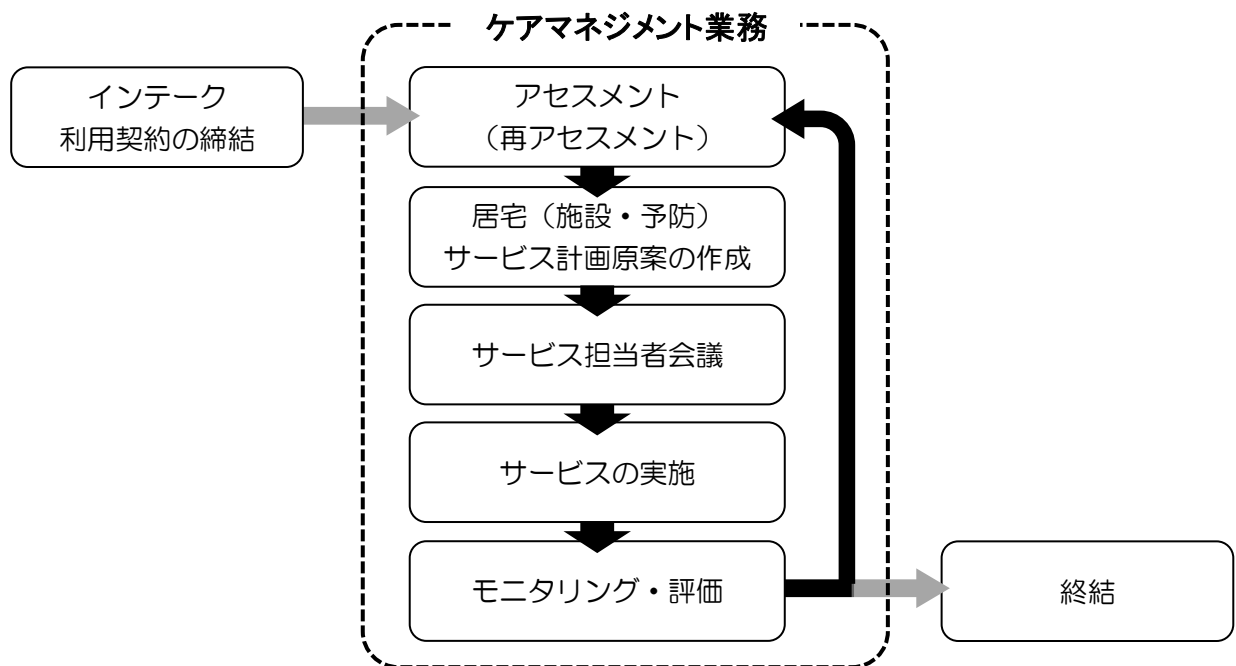 ケアマネジメント業務
インテーク
利用契約の締結
アセスメント
（再アセスメント）
居宅（施設・予防）
サービス計画原案の作成
サービス担当者会議
サービスの実施
モニタリング・評価
終結